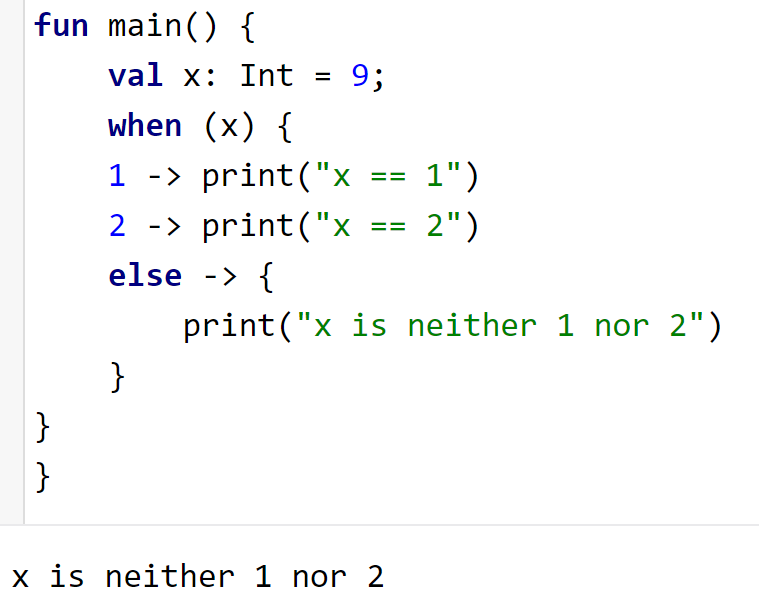 fun main() {
    val x: Int = 9;
    when (x) {
    1 -> print("x == 1")
    2 -> print("x == 2")
    else -> {
        print("x is neither 1 nor 2")
    }
}
}
x is neither 1 nor 2